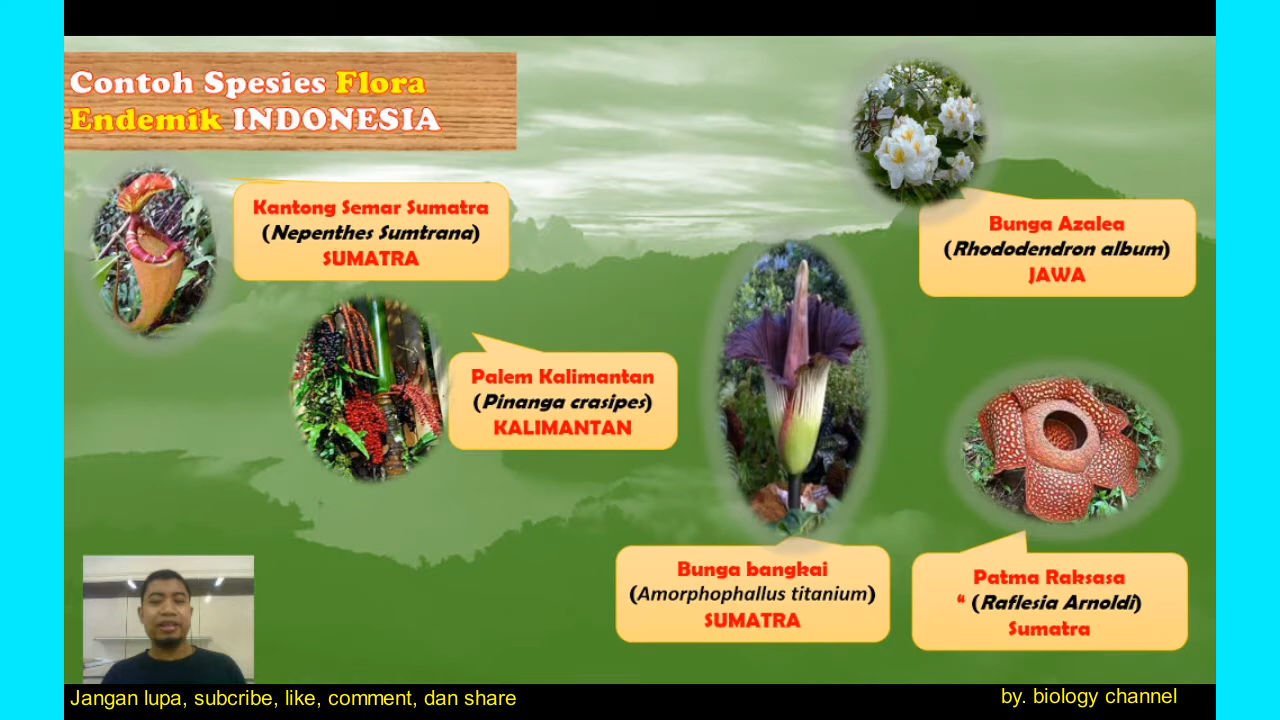 Contoh Spesies Flora
Endemik INDONESIA
Kantong Semar Sumatra
(Nepenthes Sumtrana)
SUMATRA
Bunga Azalea
(Rhododendron album)
JAWA
Palem Kalimantan
(Pinanga crasipes)
KALIMANTAN
Bunga bangkai
(Amorphophallus titanium)
SUMATRA
Patma Raksasa
“ (Raflesia Arnoldi)
Sumatra
Jangan lupa, subcribe, like, comment, dan share
by. biology channel